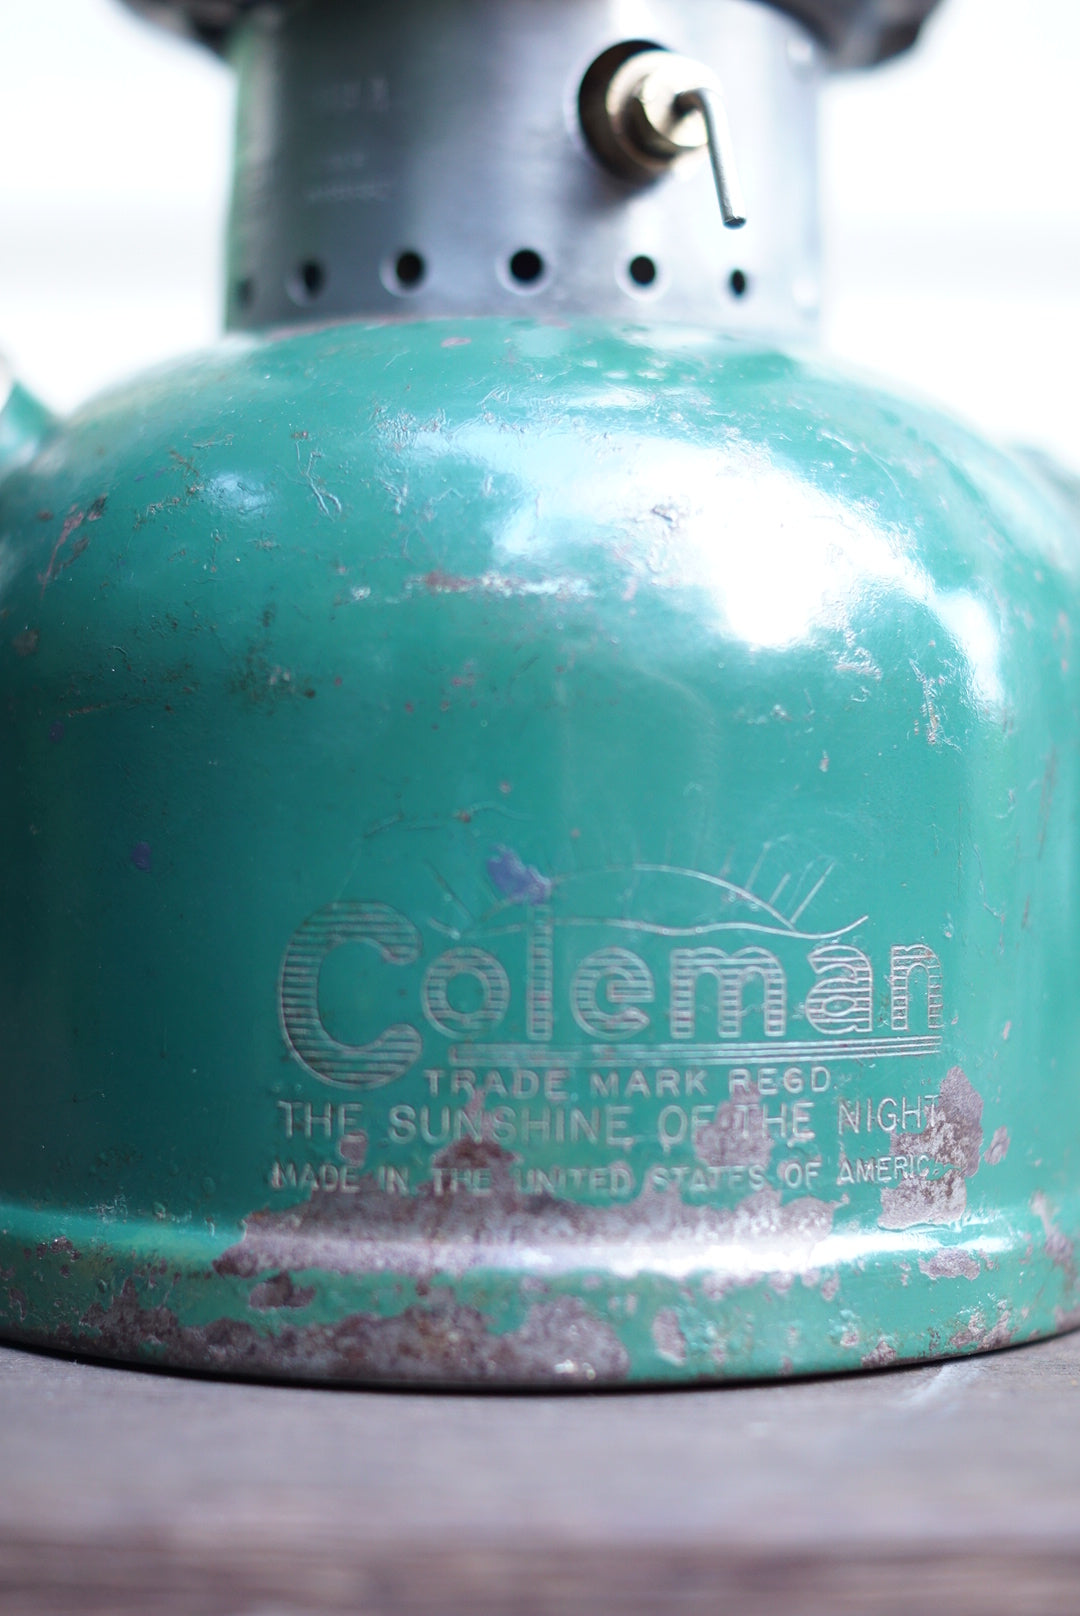 Coleman
TRADE MARK REGD.
THE SUNSHINE OF THE NIGHT
MADE IN THE UNITED STATES OF AMERICA